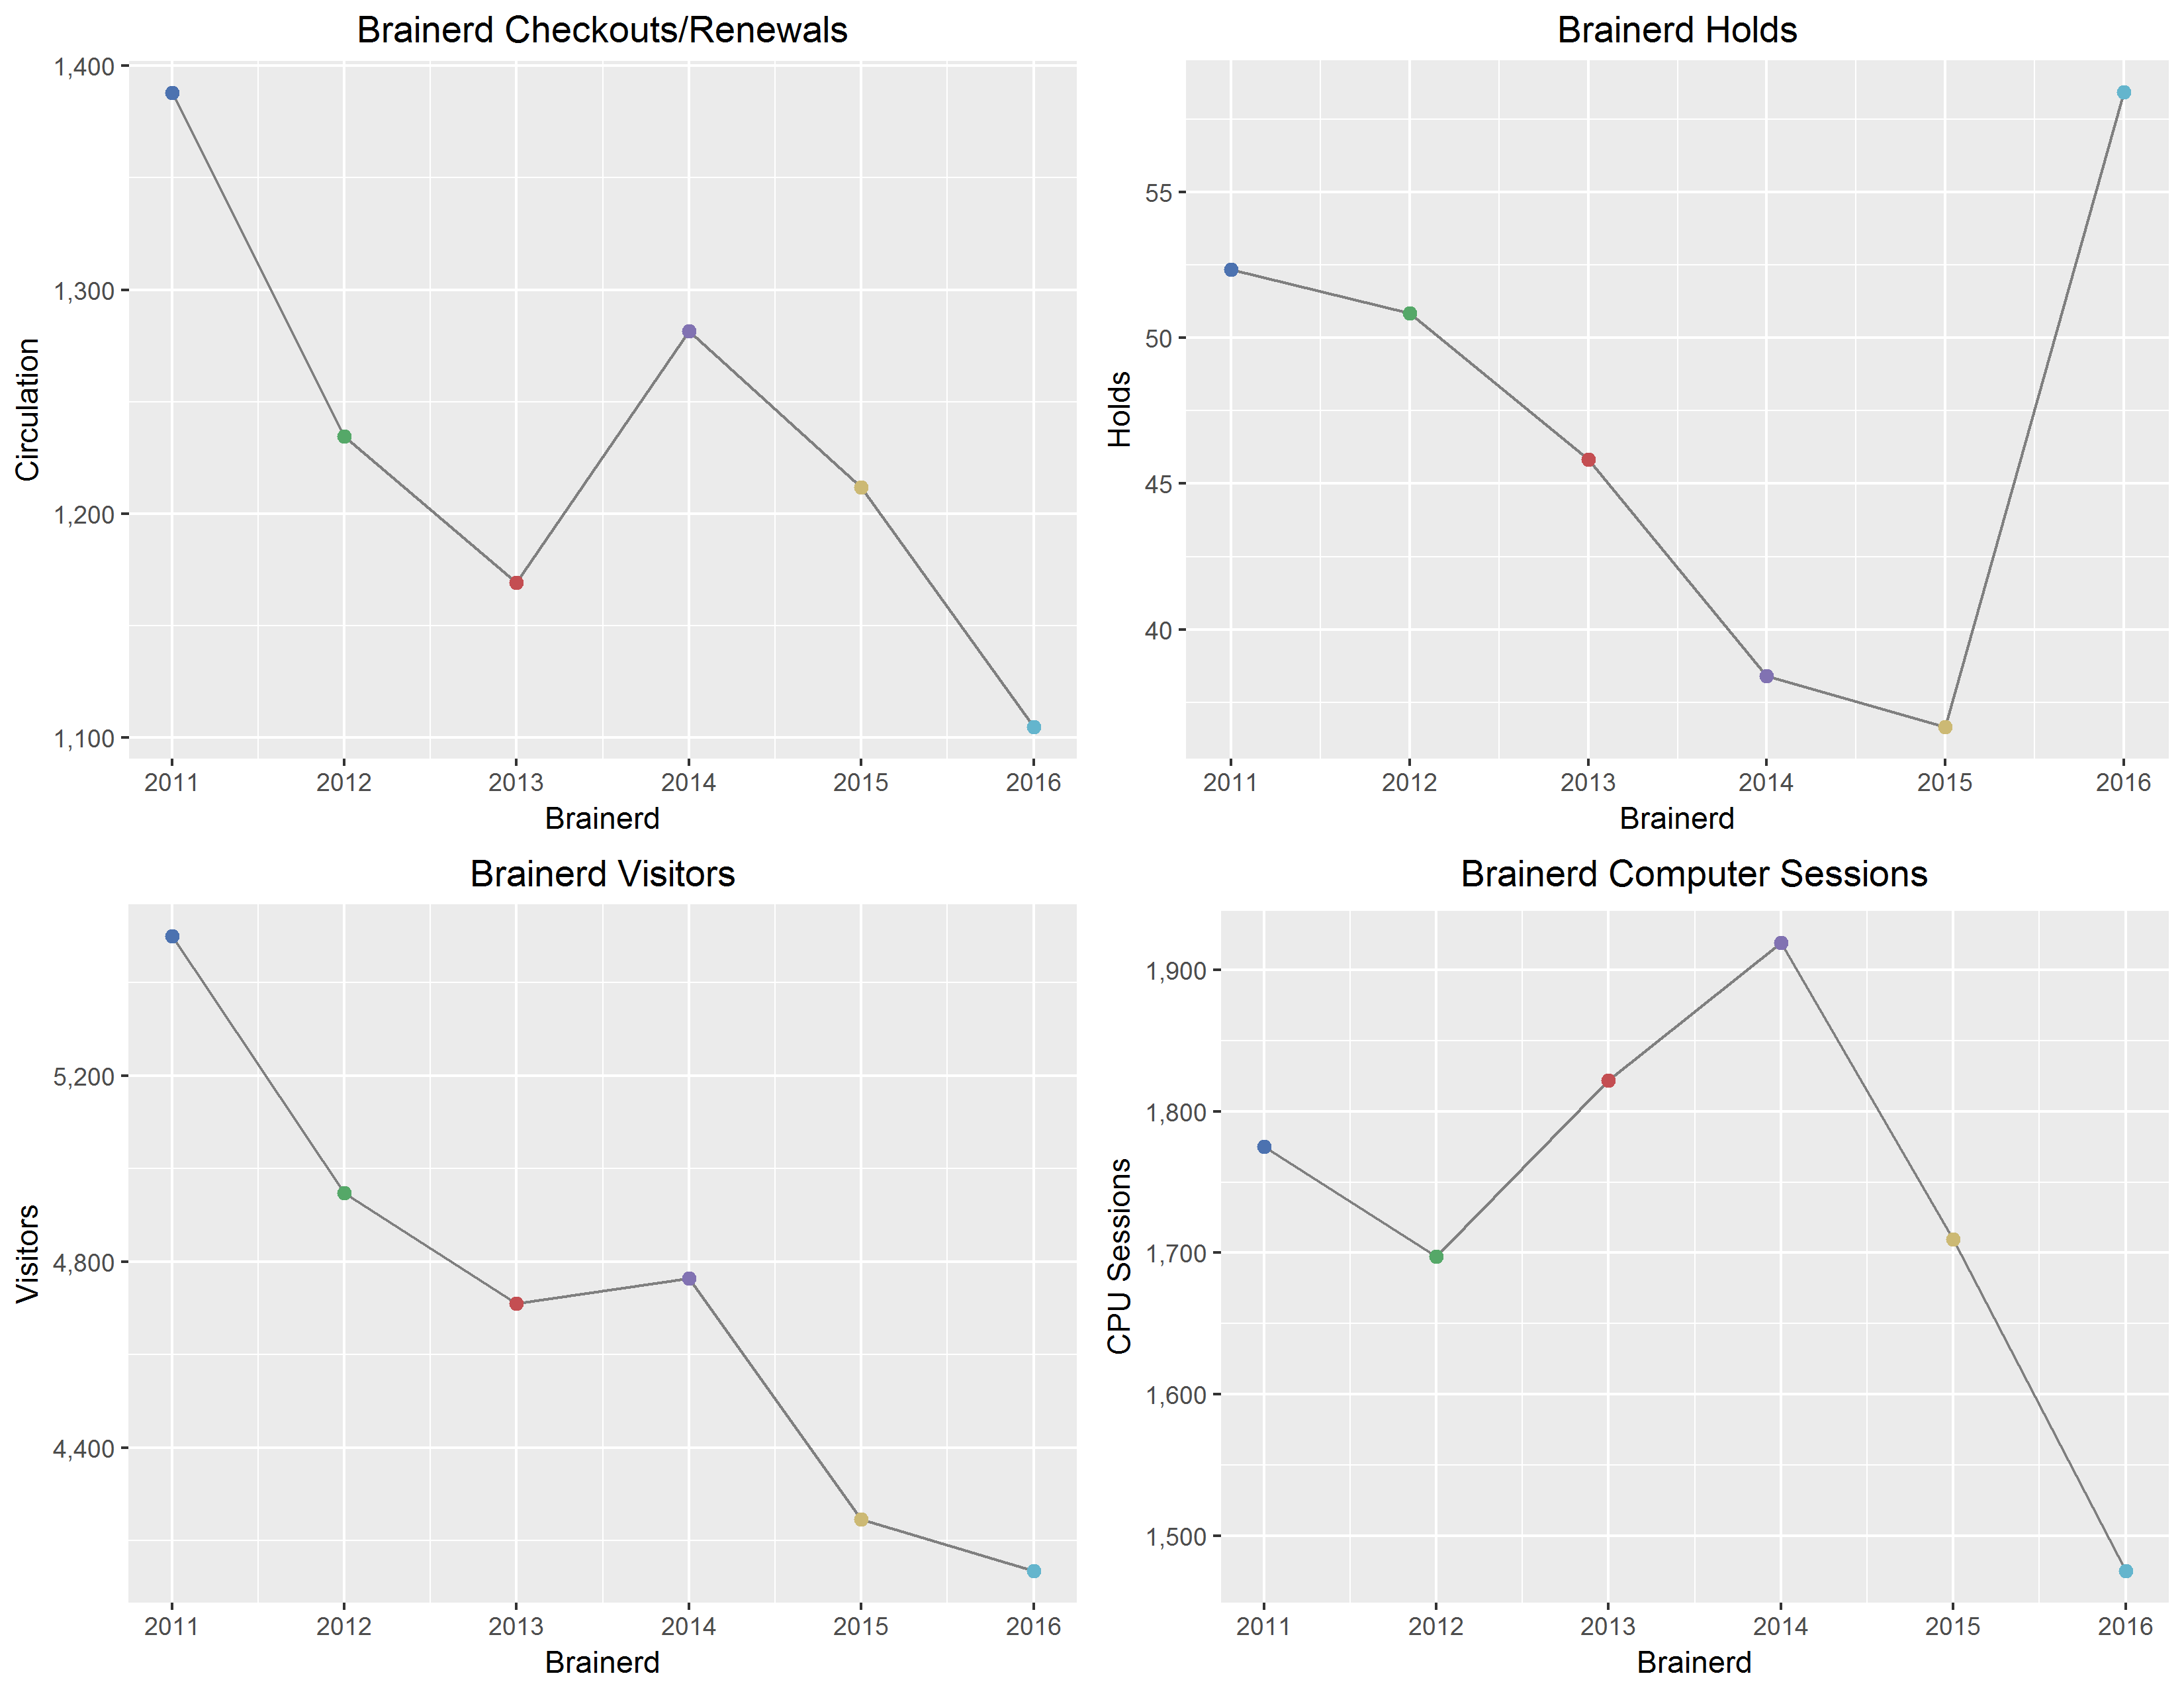 Brainerd Checkouts/Renewals
Circulation
1,400
1,300
1,200
1,100
2011 2012 2013 2014 2015 2016
Brainerd
Brainerd Holds
Holds
55
50
45
40
2011 2012 2013 2014 2015 2016
Brainerd
Brainerd Visitors
Visitors
5,200
4,800
4,400
2011 2012 2013 2014 2015 2016
Brainerd
Brainerd Computer Sessions
CPU Sessions
1,900
1,800
1,700
1,600
1,500
2011 2012 2013 2014 2015 2016
Brainerd